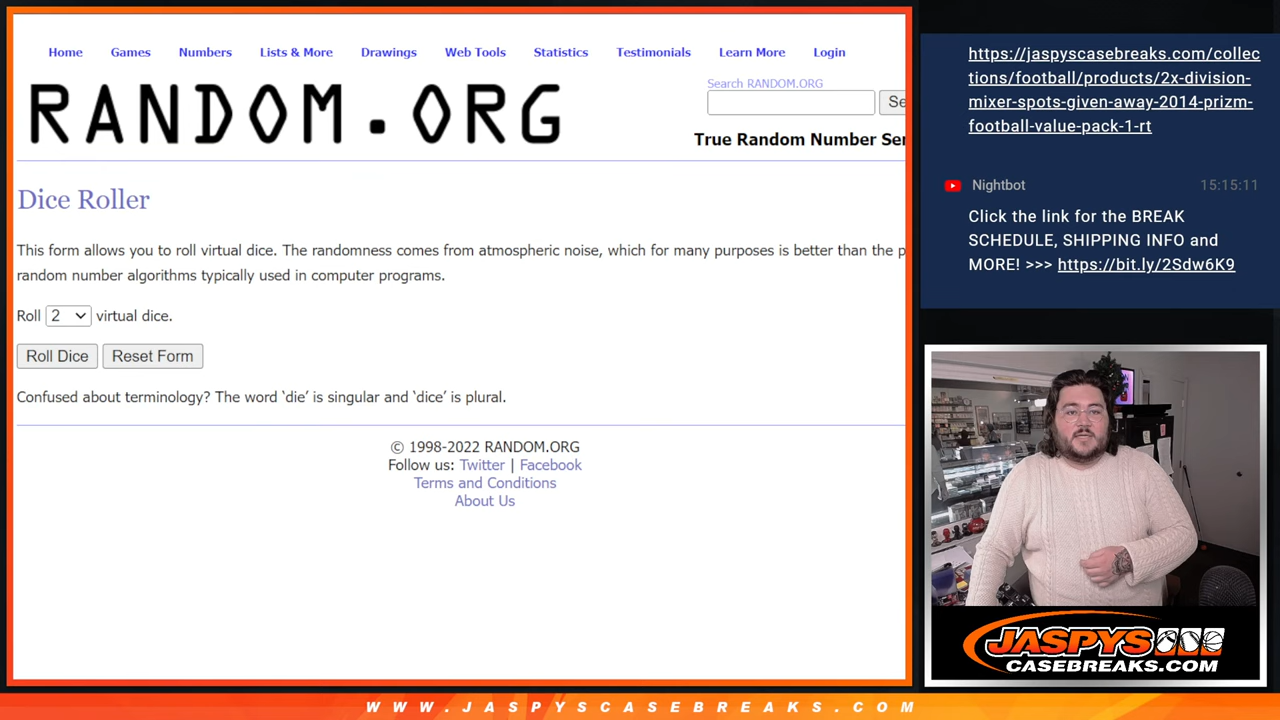 Home Games Numbers Lists & More Drawings Web Tools Statistics Testimonials Learn More Login
RANDOM.ORG
Search RANDOM.ORG
Se
True Random Number Ser
Dice Roller
This form allows you to roll virtual dice. The randomness comes from atmospheric noise, which for many purposes is better than the p
random number algorithms typically used in computer programs.
Roll 2 virtual dice.
Roll Dice Reset Form
Confused about terminology? The word ‘die’ is singular and ‘dice’ is plural.
© 1998-2022 RANDOM.ORG
Follow us: Twitter | Facebook
Terms and Conditions
About Us
https://jaspyscasebreaks.com/collec
tions/football/products/2x-division-
mixer-spots-given-away-2014-prizm-
football-value-pack-1-rt
Nightbot 15:15:11
Click the link for the BREAK
SCHEDULE, SHIPPING INFO and
MORE! >>> https://bit.ly/2Sdw6K9
JASPYS
CASEBREAKS.COM
WWW.JASPYSCASEBREAKS.COM